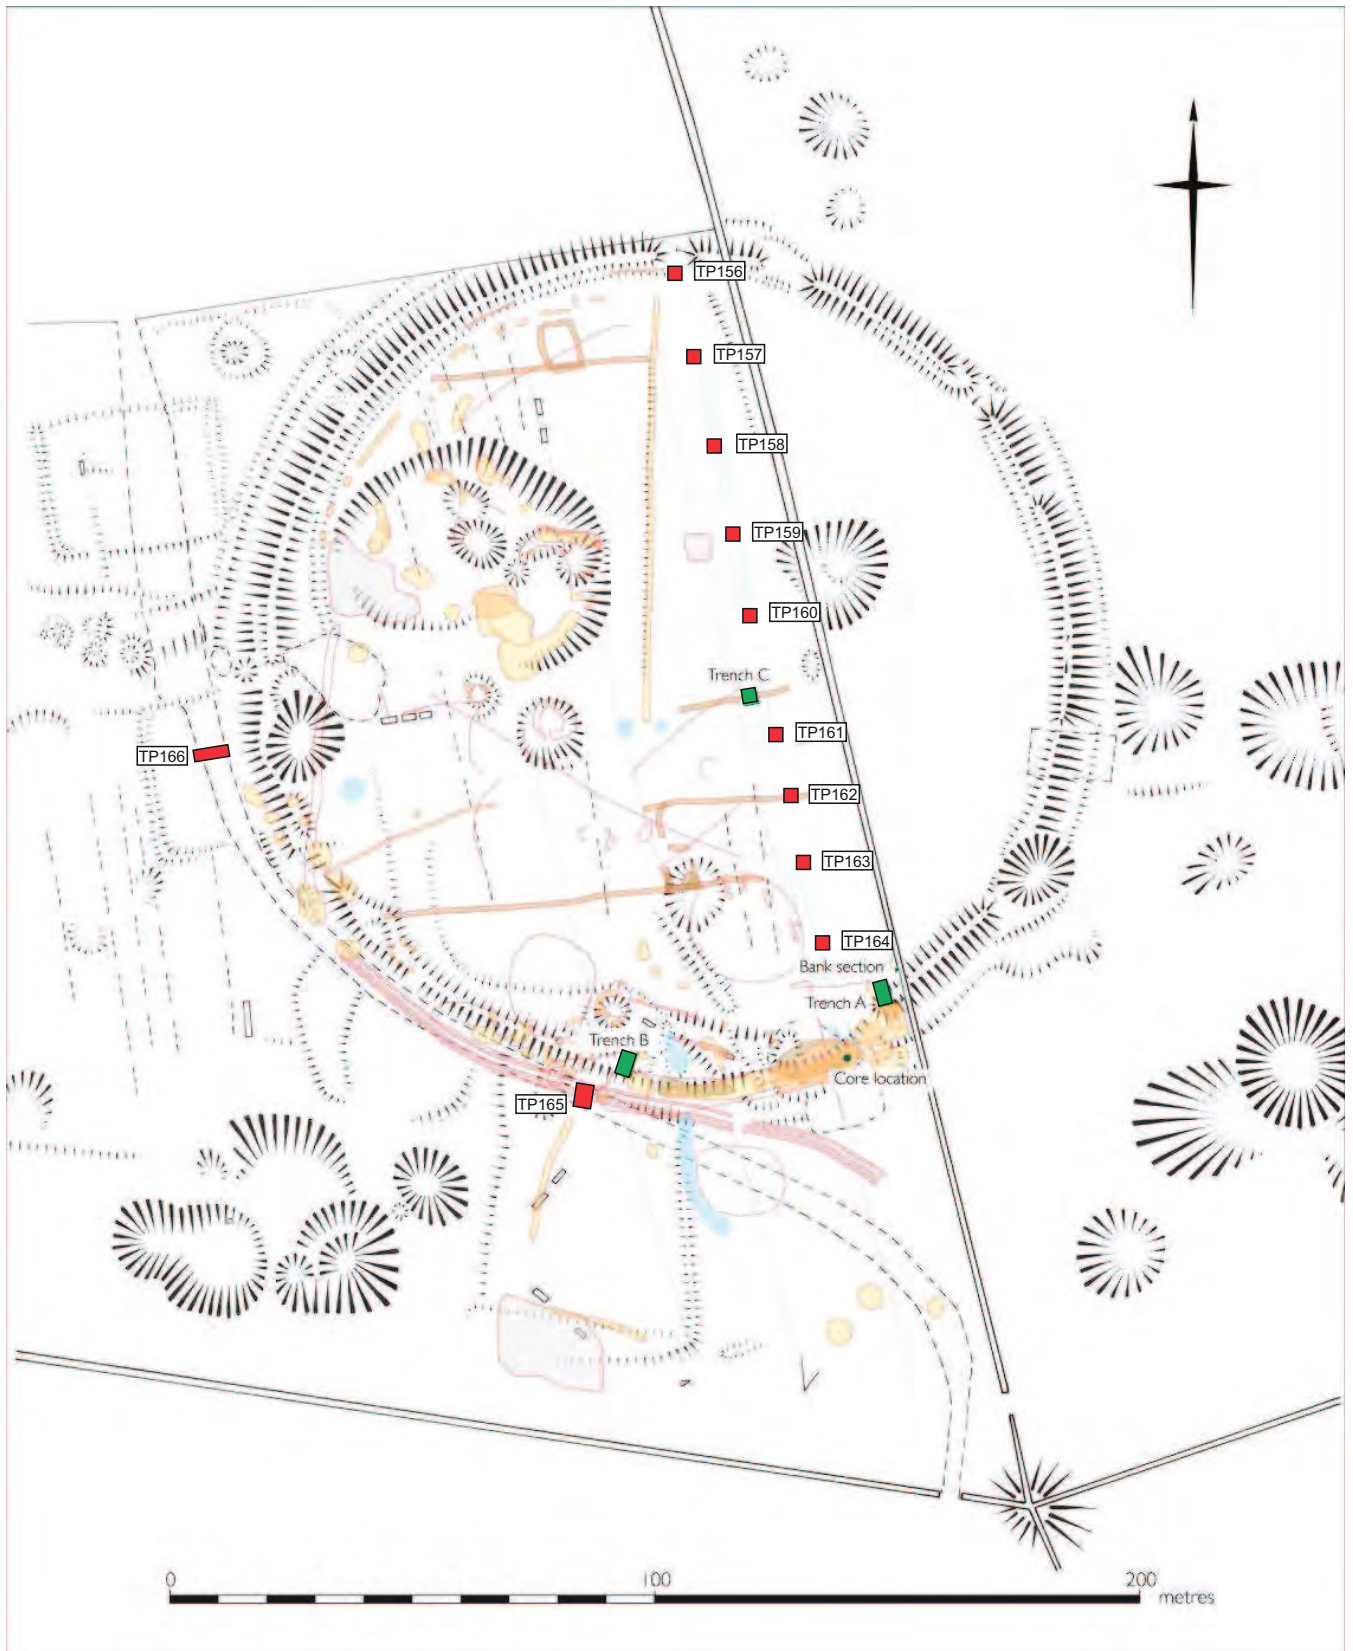 TP156
TP157
TP158
TP159
TP160
Trench C
TP161
TP166
TP162
TP163
TP164
Bank section
Trench A
Trench B
Core location
TP165
0 100 200
metres